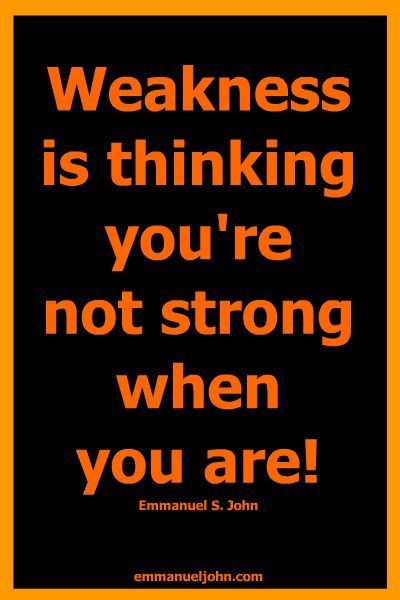 Weakness
is thinking
you're
not strong
when
you are!
Emmanuel S. John
emmanueljohn.com